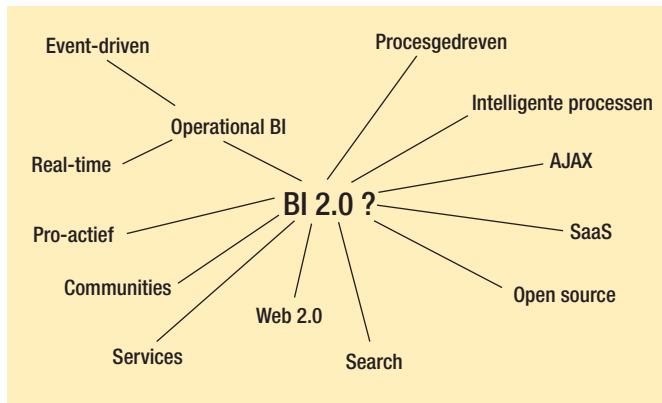 Event-driven
Procesgedreven
Intelligente processen
Operational BI
Real-time
AJAX
BI 2.0 ?
Pro-actief
SaaS
Communities
Open source
Web 2.0
Services
Search